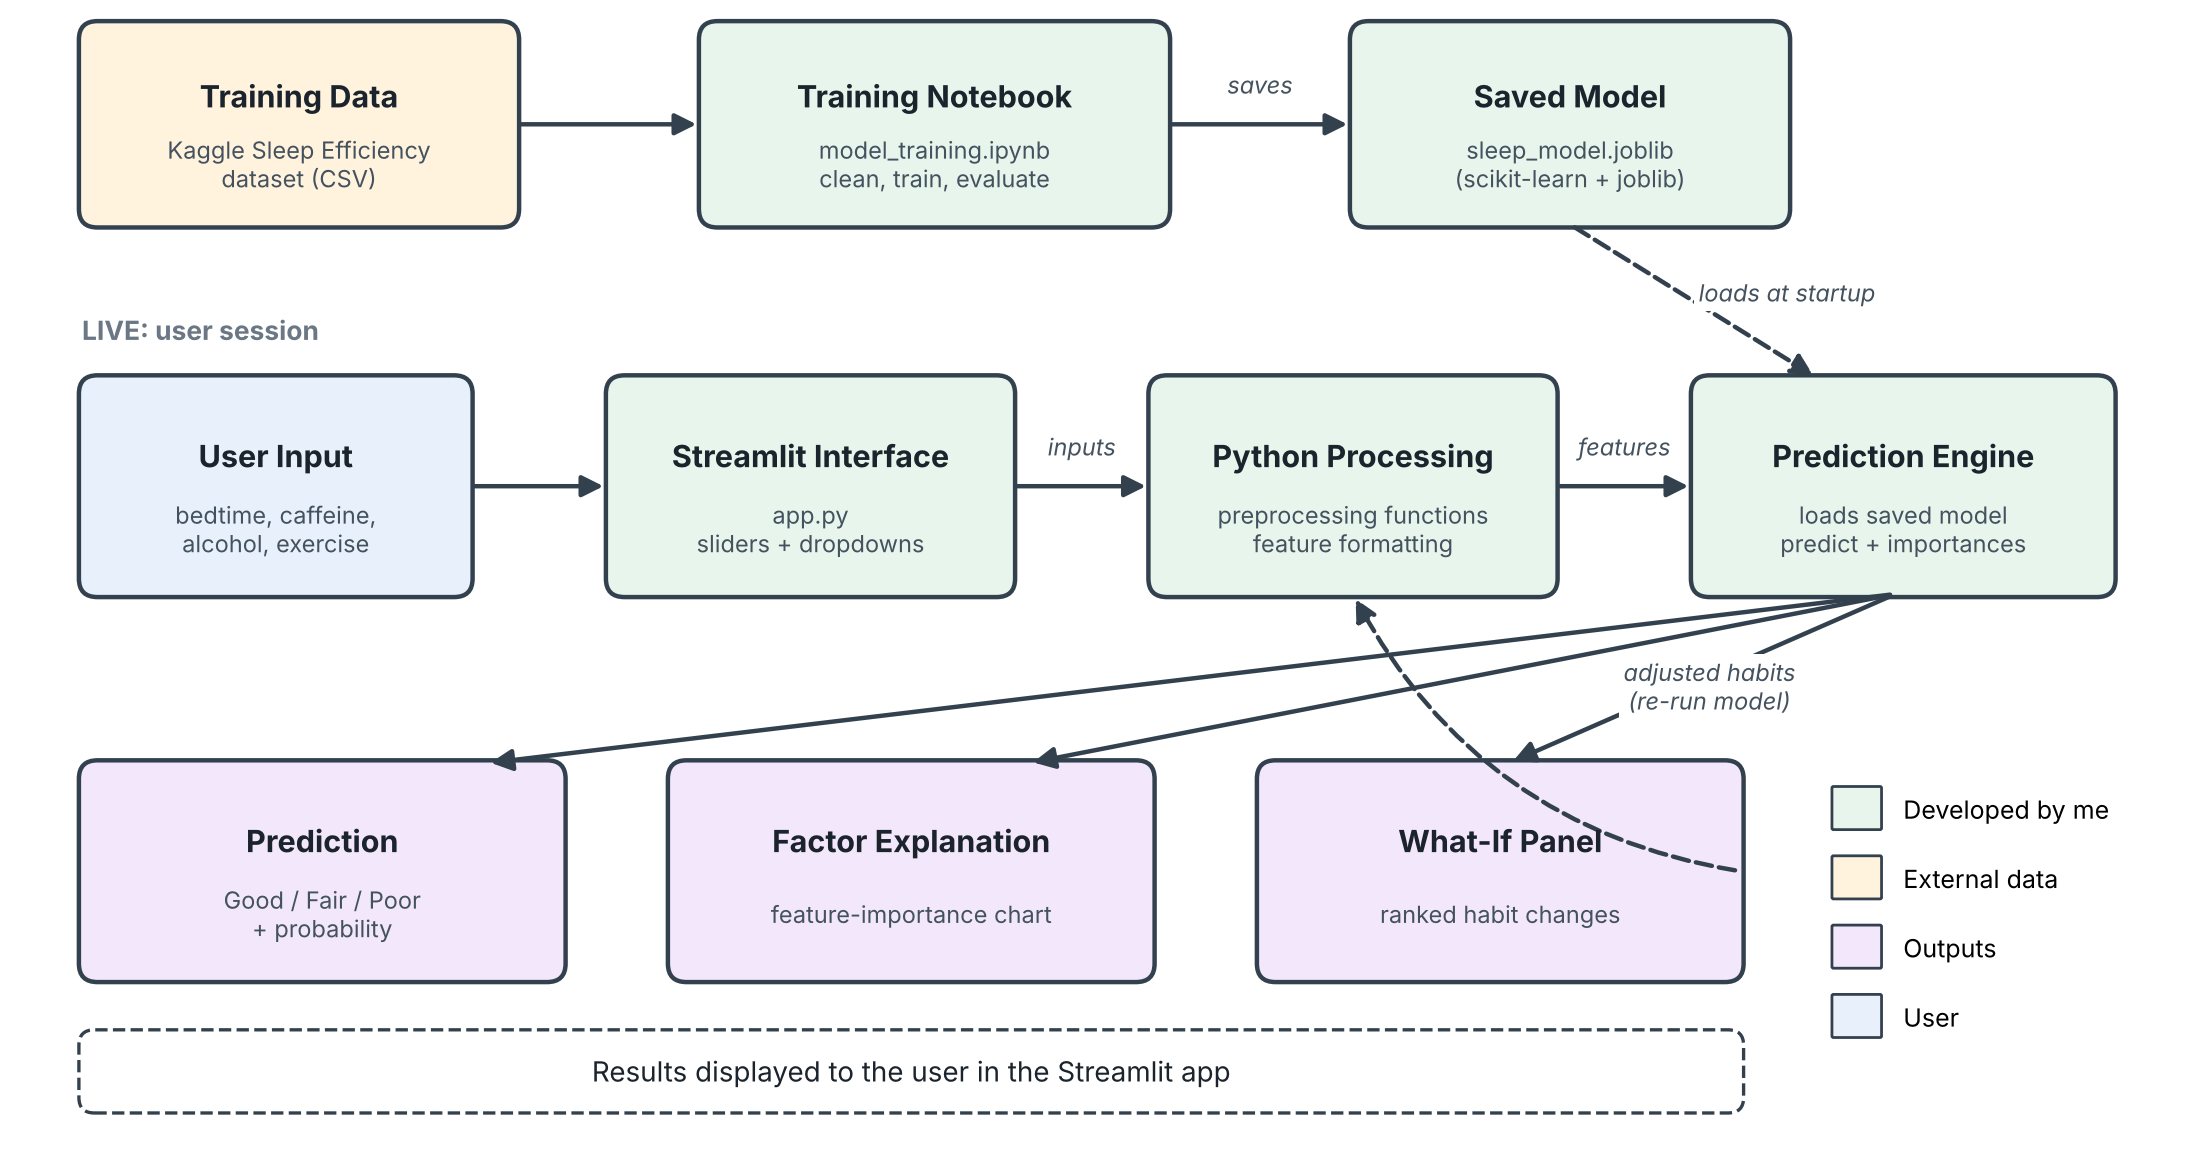 Training Data
Kaggle Sleep Efficiency
dataset (CSV)
Training Notebook
model_training.ipynb
clean, train, evaluate
saves
Saved Model
sleep_model.joblib
(scikit-learn + joblib)
loads at startup
LIVE: user session
User Input
bedtime, caffeine,
alcohol, exercise
Streamlit Interface
app.py
sliders + dropdowns
inputs
Python Processing
preprocessing functions
feature formatting
features
Prediction Engine
loads saved model
predict + importances
adjusted habits
(re-run model)
Prediction
Good / Fair / Poor
+ probability
Factor Explanation
feature-importance chart
What-If Panel
ranked habit changes
Developed by me
External data
Outputs
User
Results displayed to the user in the Streamlit app